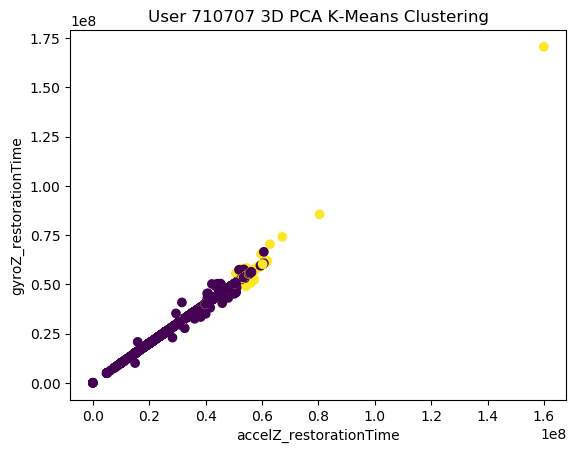 User 710707 3D PCA K-Means Clustering
1e8
1.75
1.50
1.25
1.00
0.75
0.50
0.25
0.00
gyroZ_restorationTime
0.0 0.2 0.4 0.6 0.8 1.0 1.2 1.4 1.6
accelZ_restorationTime
1e8